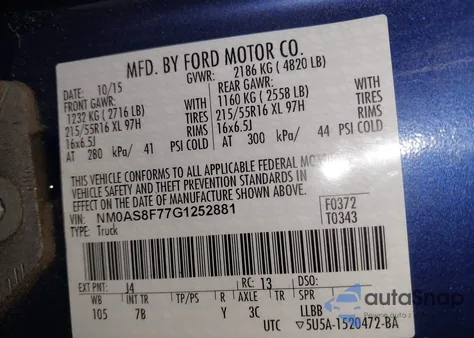 MFD. BY FORD MOTOR CO.
DATE: 10/15 GVWR: 2186 KG ( 4820 LB)
FRONT GAWR: REAR GAWR:
1232 KG ( 2716 LB) 1160 KG ( 2558 LB)
215/55R16 XL 97H TIRES 215/55R16 XL 97H TIRES
16x6.5J RIMS 16x6.5J RIMS
AT 280 kPa/ 41 PSI COLD AT 300 kPa/ 44 PSI COLD
THIS VEHICLE CONFORMS TO ALL APPLICABLE FEDERAL MOTOR
VEHICLE SAFETY AND THEFT PREVENTION STANDARDS IN
EFFECT ON THE DATE OF MANUFACTURE SHOWN ABOVE.
VIN: NM0AS8F77G1252881 F0372
TYPE: Truck T0343
EXT PNT: J4 RC: 13 DSO:
WB INT TR TP/PS R AXLE TR SPR
105 7B Y 3C LLBB
UTC ▽5U5A-1520472-BA
autoSnap